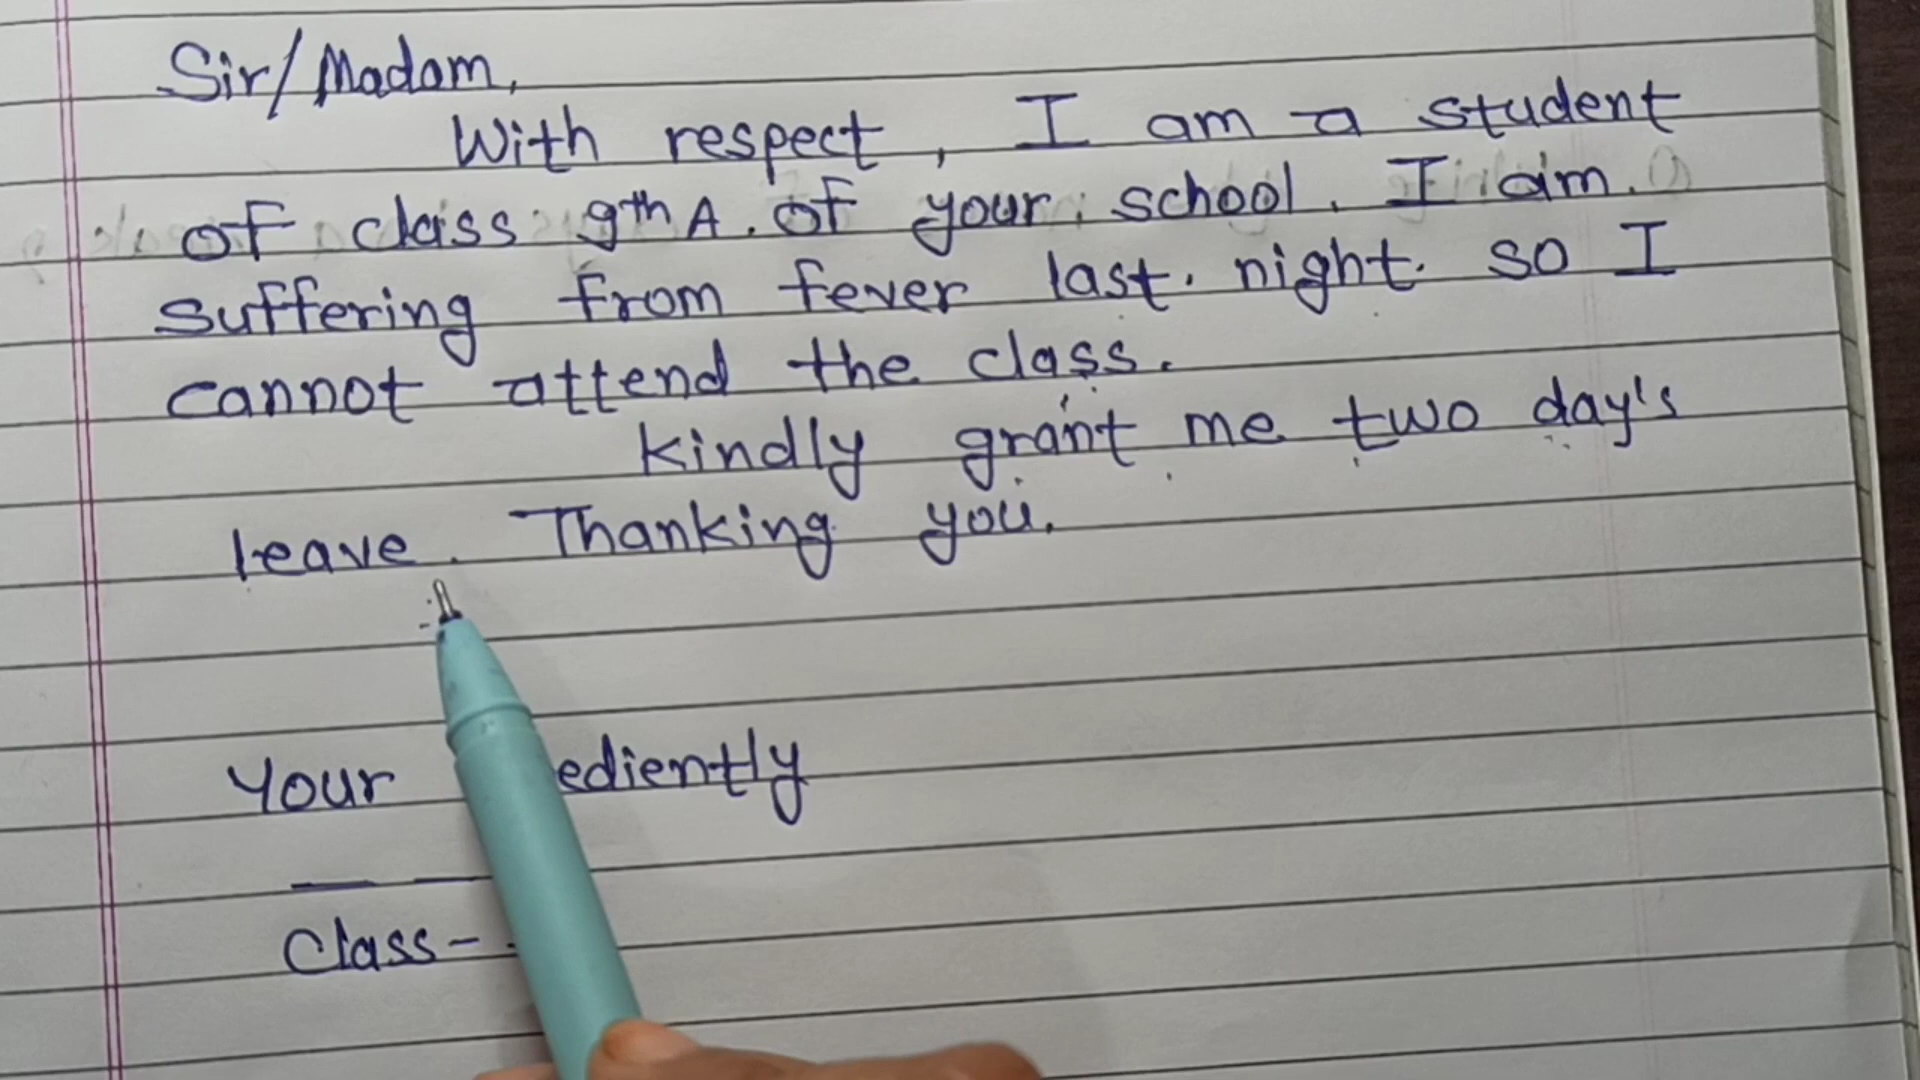 Sir/Madam,
With respect, I am a student
of class 9th A. of your school. I am
suffering from fever last night. so I
cannot attend the class.
Kindly grant me two day's
leave. Thanking you.
Your ediently
Class-